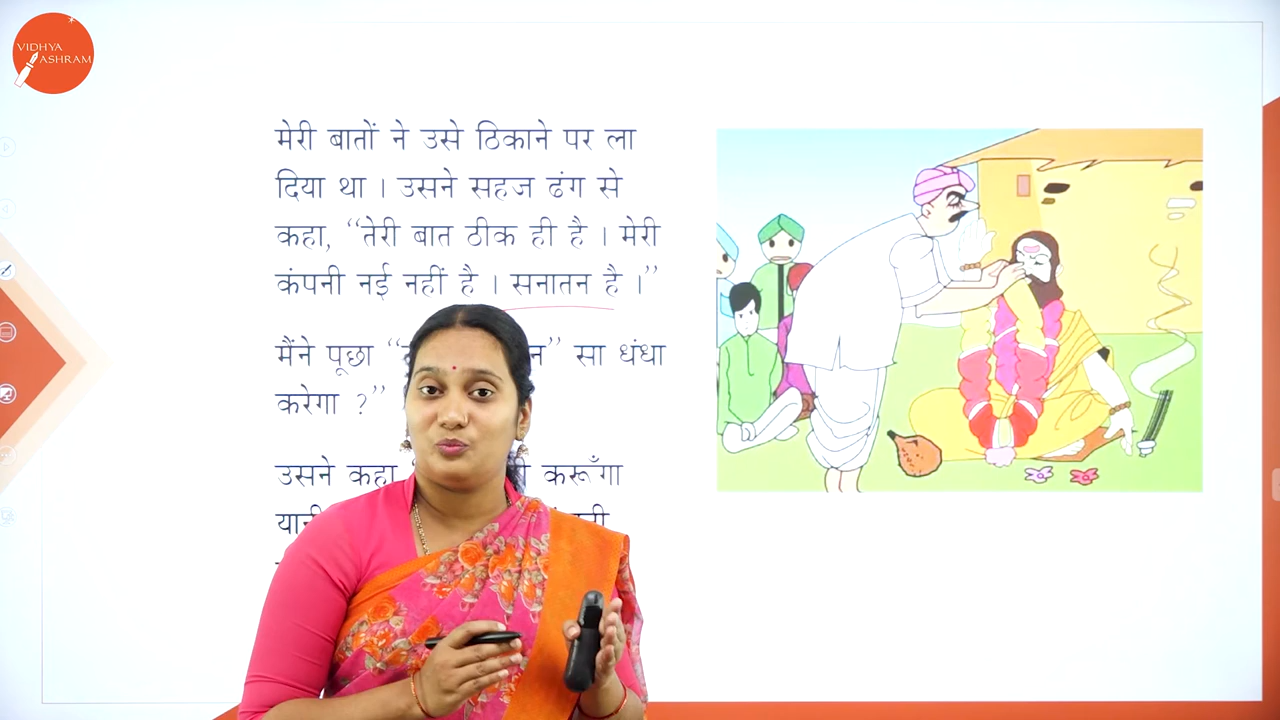 VIDHYA
ASHRAM
मेरी बातों ने उसे ठिकाने पर ला
दिया था । उसने सहज ढंग से
कहा, “तेरी बात ठीक ही है । मेरी
कंपनी नई नहीं है । सनातन है ।”
मैंने पूछा “ सा धंधा
करेगा ?”
उसने कहा करूँगा